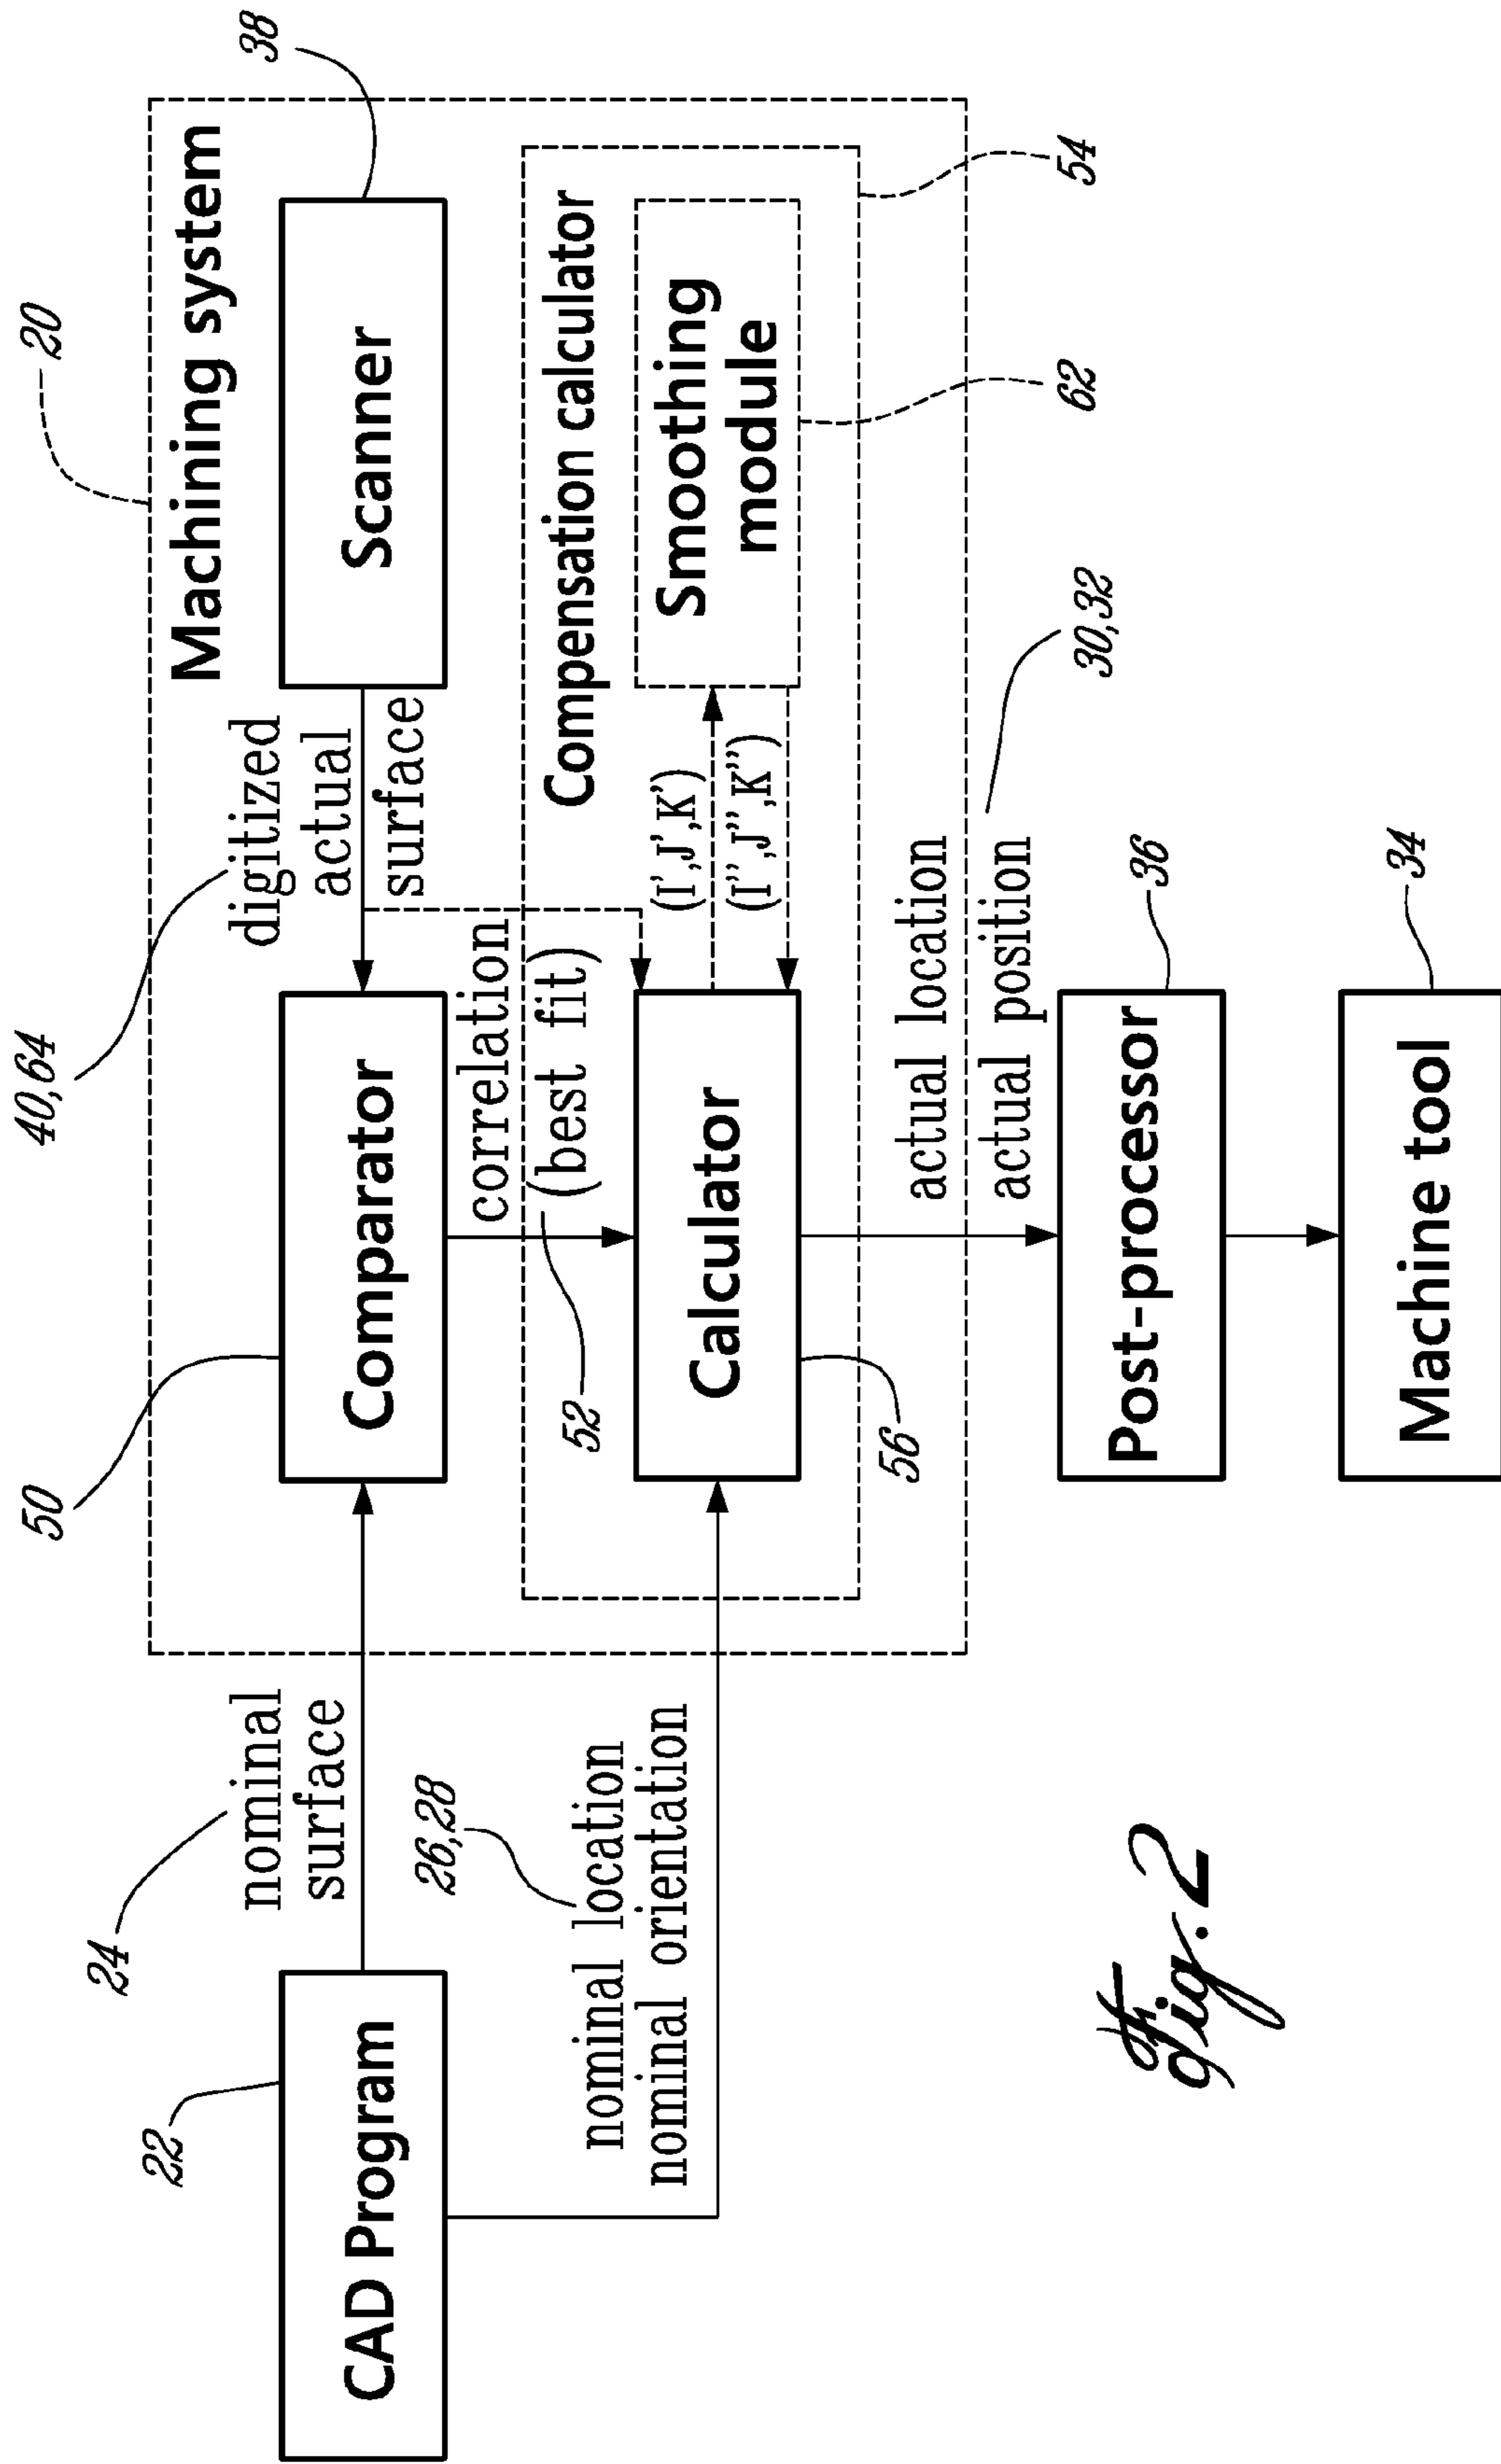 20
Machining system
38
Scanner
40,64
digitized
actual
surface
50
Comparator
24
nominal
surface
22
CAD Program
correlation
(best fit)
52
Compensation calculator
54
Smoothing
module
62
(I',J',K')
(I'',J'',K'')
Calculator
56
26,28
nominal location
nominal orientation
actual location
actual position
30,32
Post-processor
36
Machine tool
34
Fig. 2